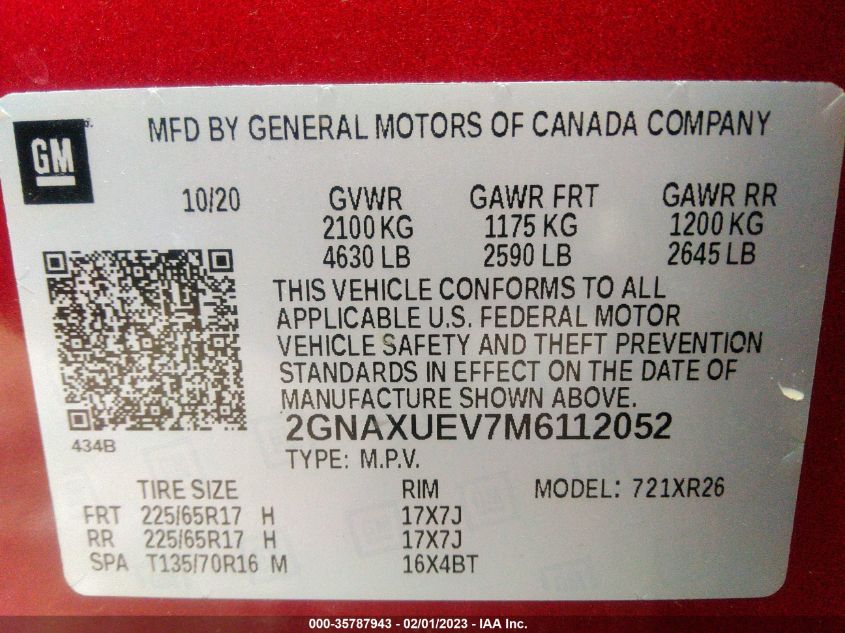 MFD BY GENERAL MOTORS OF CANADA COMPANY
GM
10/20 GVWR GAWR FRT GAWR RR
2100 KG 1175 KG 1200 KG
4630 LB 2590 LB 2645 LB
THIS VEHICLE CONFORMS TO ALL
APPLICABLE U.S. FEDERAL MOTOR
VEHICLE SAFETY AND THEFT PREVENTION
STANDARDS IN EFFECT ON THE DATE OF
MANUFACTURE SHOWN ABOVE.
434B
2GNAXUEV7M6112052
TYPE: M.P.V.
TIRE SIZE RIM MODEL: 721XR26
FRT 225/65R17 H 17X7J
RR 225/65R17 H 17X7J
SPA T135/70R16 M 16X4BT
000-35787943 - 02/01/2023 - IAA Inc.